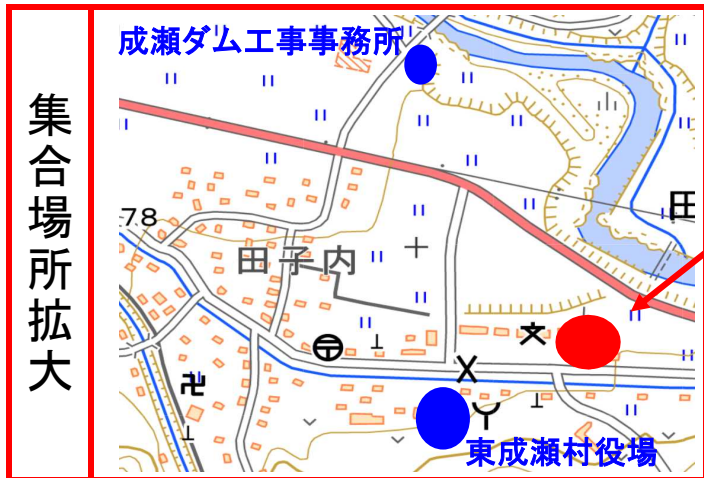 集合場所拡大
成瀬ダム工事事務所
78
田子内
田
東成瀬村役場